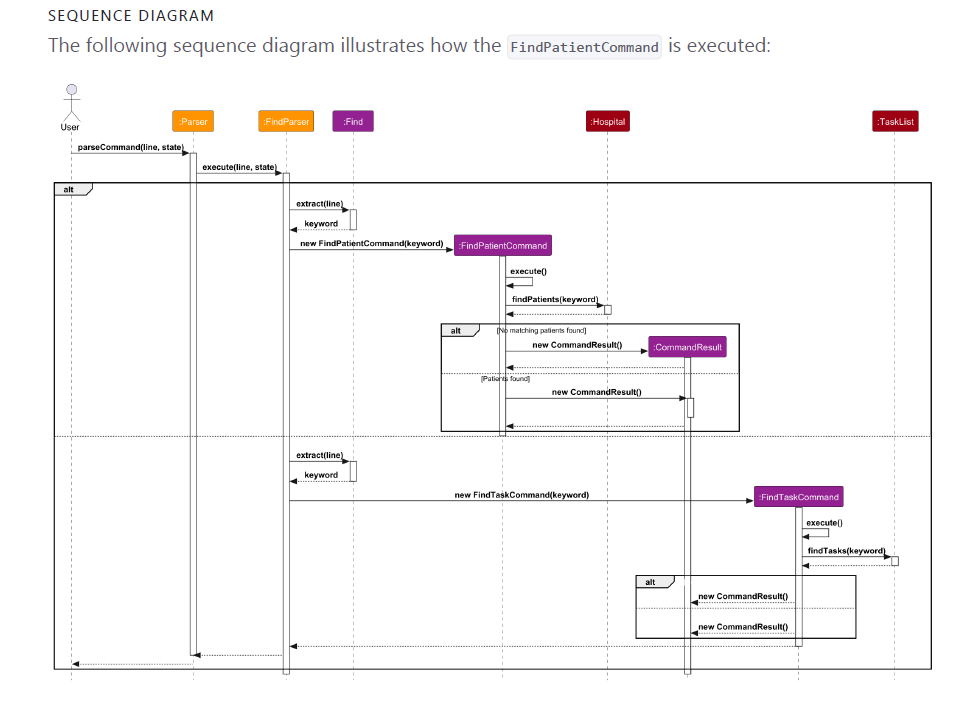 SEQUENCE DIAGRAM
The following sequence diagram illustrates how the FindPatientCommand is executed:
User
:Parser
:FindParser
:Find
:Hospital
:TaskList
parseCommand(line, state)
execute(line, state)
alt
extract(line)
keyword
new FindPatientCommand(keyword)
:FindPatientCommand
execute()
findPatients(keyword)
alt
[No matching patients found]
new CommandResult()
:CommandResult
[Patients found]
new CommandResult()
extract(line)
keyword
new FindTaskCommand(keyword)
:FindTaskCommand
execute()
findTasks(keyword)
alt
new CommandResult()
new CommandResult()